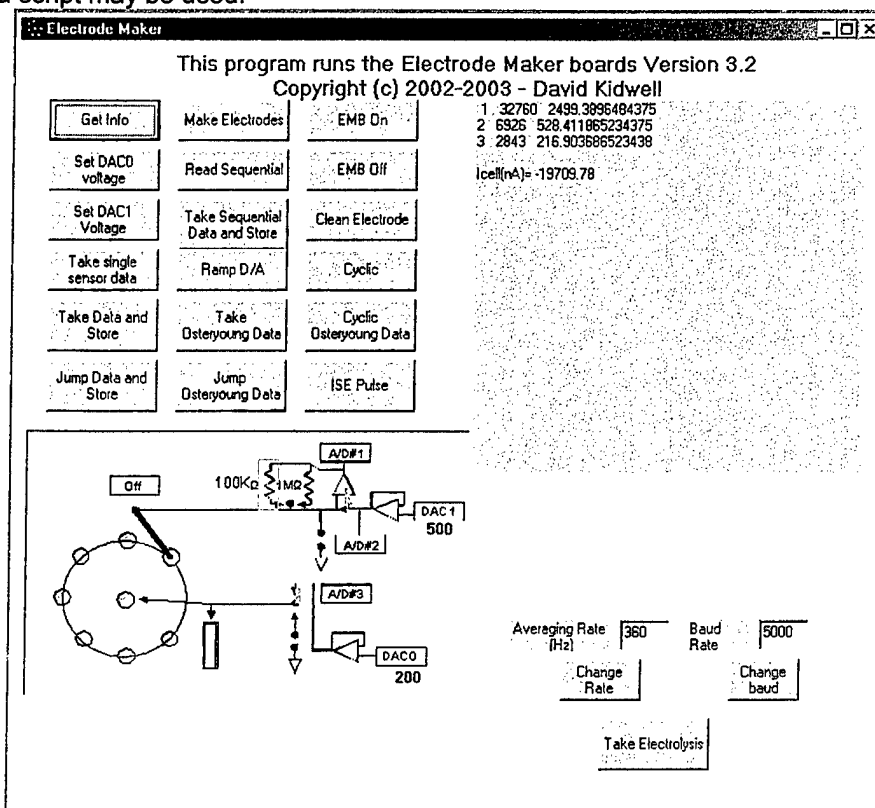 script may be used.
Electrode Maker
This program runs the Electrode Maker boards Version 3.2
Copyright (c) 2002-2003 - David Kidwell
Get Info
Make Electrodes
EMB On
1 32760 2499.3896484375
2 6926 528.411865234375
3 2843 216.903686523438
Icell(nA)= -19709.78
Set DAC0
voltage
Read Sequential
EMB Off
Set DAC1
Voltage
Take Sequential
Data and Store
Clean Electrode
Take single
sensor data
Ramp D/A
Cyclic
Take Data and
Store
Take
Osteryoung Data
Cyclic
Osteryoung Data
Jump Data and
Store
Jump
Osteryoung Data
ISE Pulse
Off
100KΩ
1MΩ
A/D#1
DAC1
500
A/D#2
A/D#3
DAC0
200
Averaging Rate
(Hz)
360
Baud
Rate
5000
Change
Rate
Change
baud
Take Electrolysis